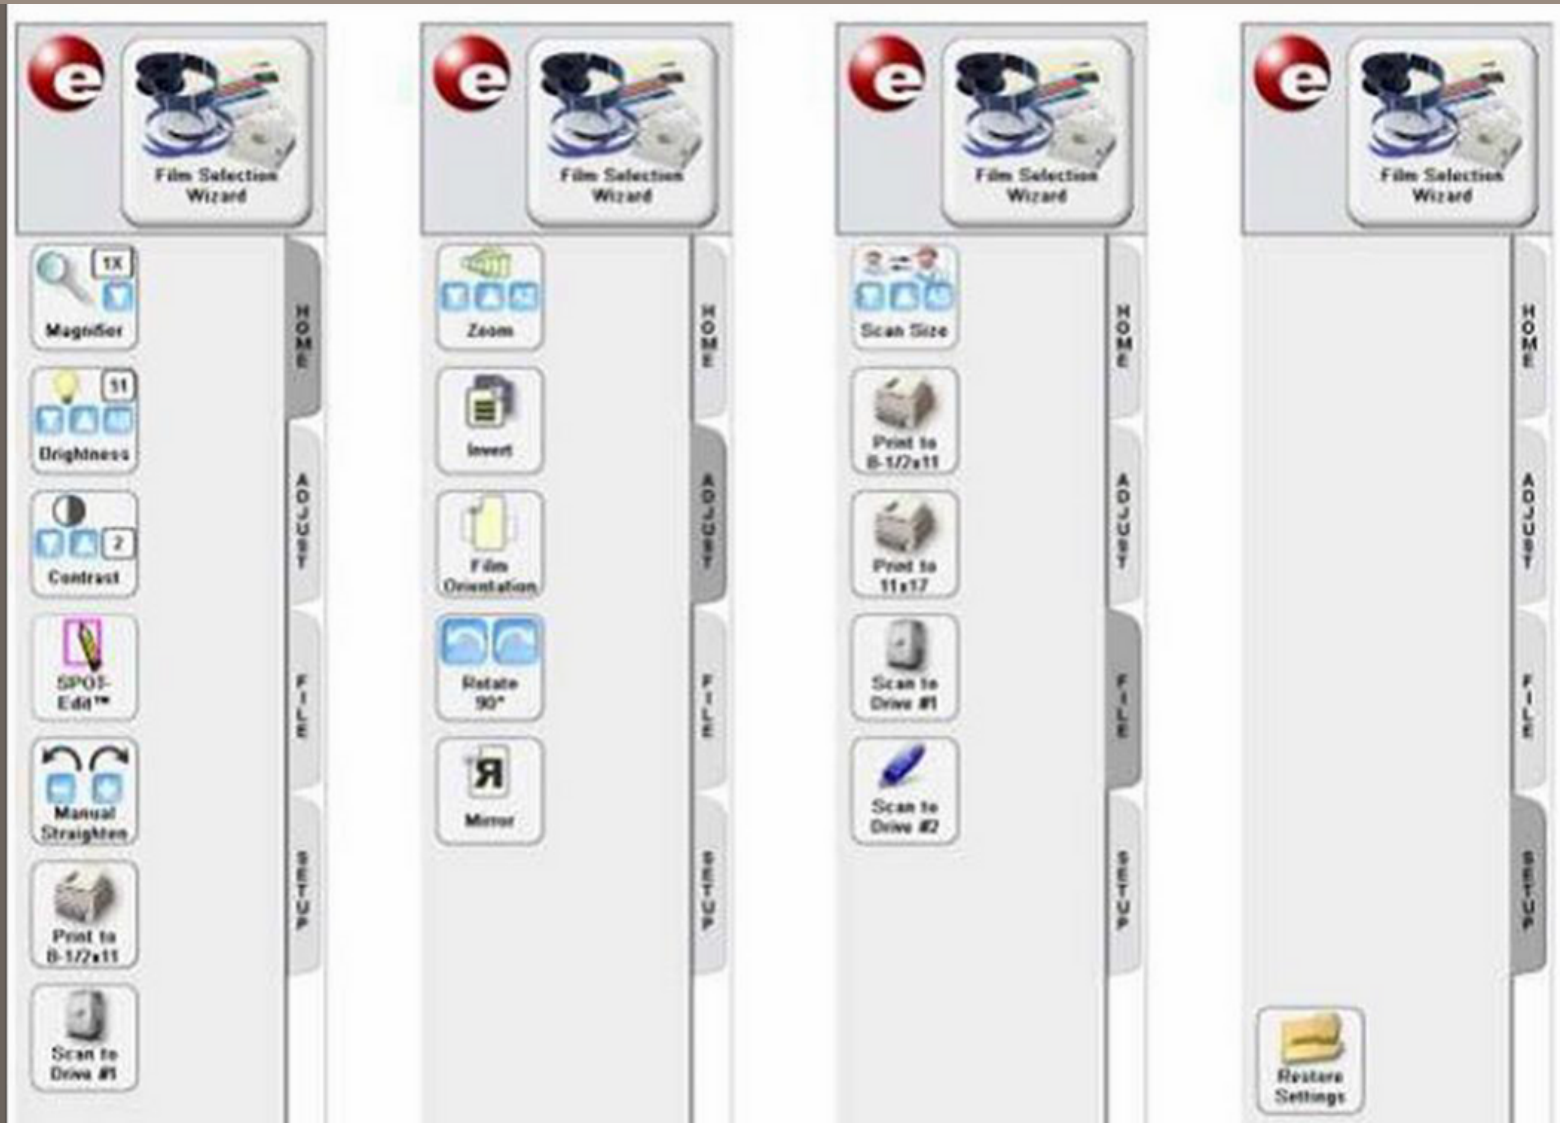 e
Film Selection
Wizard
1X
Magnifier
51
Brightness
Contrast
2
SPOT-
Edit™
Manual
Straighten
Print to
8-1/2x11
Scan to
Drive #1
HOME
ADJUST
FILE
SETUP
e
Film Selection
Wizard
Zoom
Invert
Film
Orientation
Rotate
90°
R
Mirror
HOME
ADJUST
FILE
SETUP
e
Film Selection
Wizard
Scan Size
Print to
8-1/2x11
Print to
11x17
Scan to
Drive #1
Scan to
Drive #2
HOME
ADJUST
FILE
SETUP
e
Film Selection
Wizard
Restore
Settings
HOME
ADJUST
FILE
SETUP